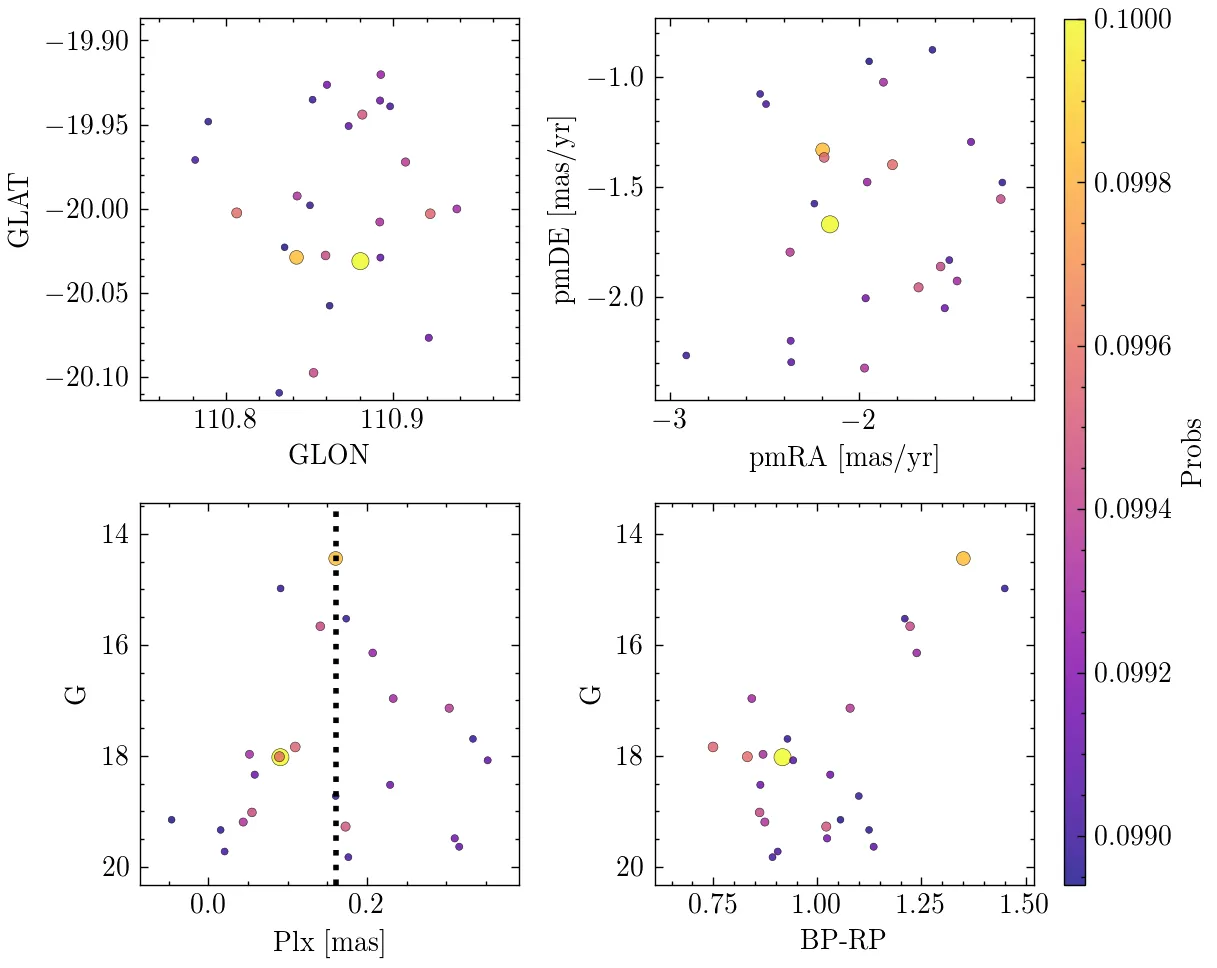 −19.90
−19.95
−20.00
−20.05
−20.10
GLAT
110.8 110.9
GLON
−1.0
−1.5
−2.0
pmDE [mas/yr]
−3 −2
pmRA [mas/yr]
14
16
18
20
G
0.0 0.2
Plx [mas]
14
16
18
20
G
0.75 1.00 1.25 1.50
BP-RP
0.1000
0.0998
0.0996
0.0994
0.0992
0.0990
Probs